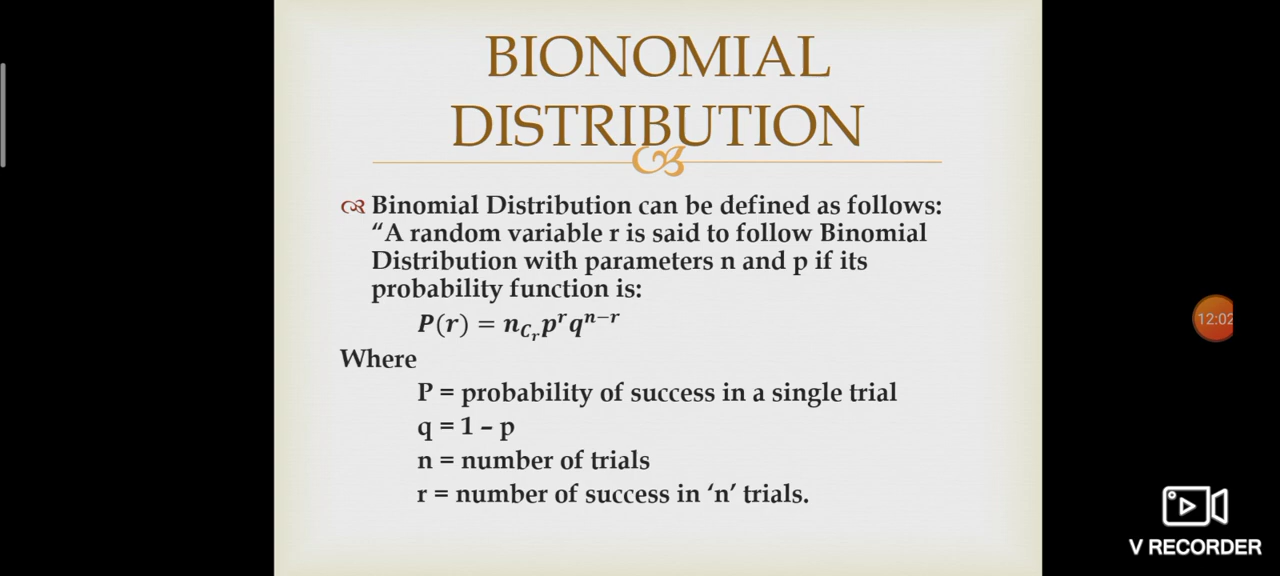 BIONOMIAL
DISTRIBUTION
Binomial Distribution can be defined as follows:
“A random variable r is said to follow Binomial
Distribution with parameters n and p if its
probability function is:
P(r) = n_{C_r} p^r q^{n−r}
Where
P = probability of success in a single trial
q = 1 – p
n = number of trials
r = number of success in ‘n’ trials.
12:02
V RECORDER